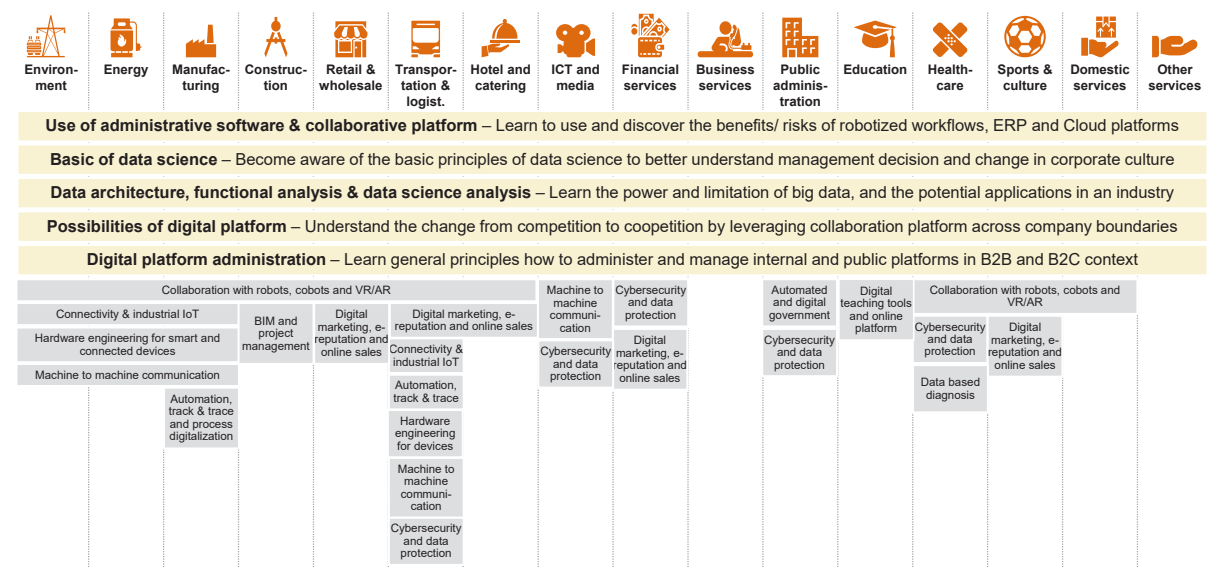 Environ-
ment
Energy
Manufac-
turing
Construc-
tion
Retail &
wholesale
Transpor-
tation &
logist.
Hotel and
catering
ICT and
media
Financial
services
Business
services
Public
adminis-
tration
Education
Health-
care
Sports &
culture
Domestic
services
Other
services
Use of administrative software & collaborative platform – Learn to use and discover the benefits/ risks of robotized workflows, ERP and Cloud platforms
Basic of data science – Become aware of the basic principles of data science to better understand management decision and change in corporate culture
Data architecture, functional analysis & data science analysis – Learn the power and limitation of big data, and the potential applications in an industry
Possibilities of digital platform – Understand the change from competition to coopetition by leveraging collaboration platform across company boundaries
Digital platform administration – Learn general principles how to administer and manage internal and public platforms in B2B and B2C context
Collaboration with robots, cobots and VR/AR
Connectivity & industrial IoT
Hardware engineering for smart and
connected devices
Machine to machine communication
Automation,
track & trace
and process
digitalization
BIM and
project
management
Digital
marketing, e-
reputation and
online sales
Digital marketing, e-
reputation and online sales
Connectivity &
industrial IoT
Automation,
track & trace
Hardware
engineering
for devices
Machine to
machine
communi-
cation
Cybersecurity
and data
protection
Machine to
machine
communi-
cation
Cybersecurity
and data
protection
Cybersecurity
and data
protection
Digital
marketing, e-
reputation and
online sales
Automated
and digital
government
Cybersecurity
and data
protection
Digital
teaching tools
and online
platform
Collaboration with robots, cobots and
VR/AR
Cybersecurity
and data
protection
Data based
diagnosis
Digital
marketing, e-
reputation and
online sales